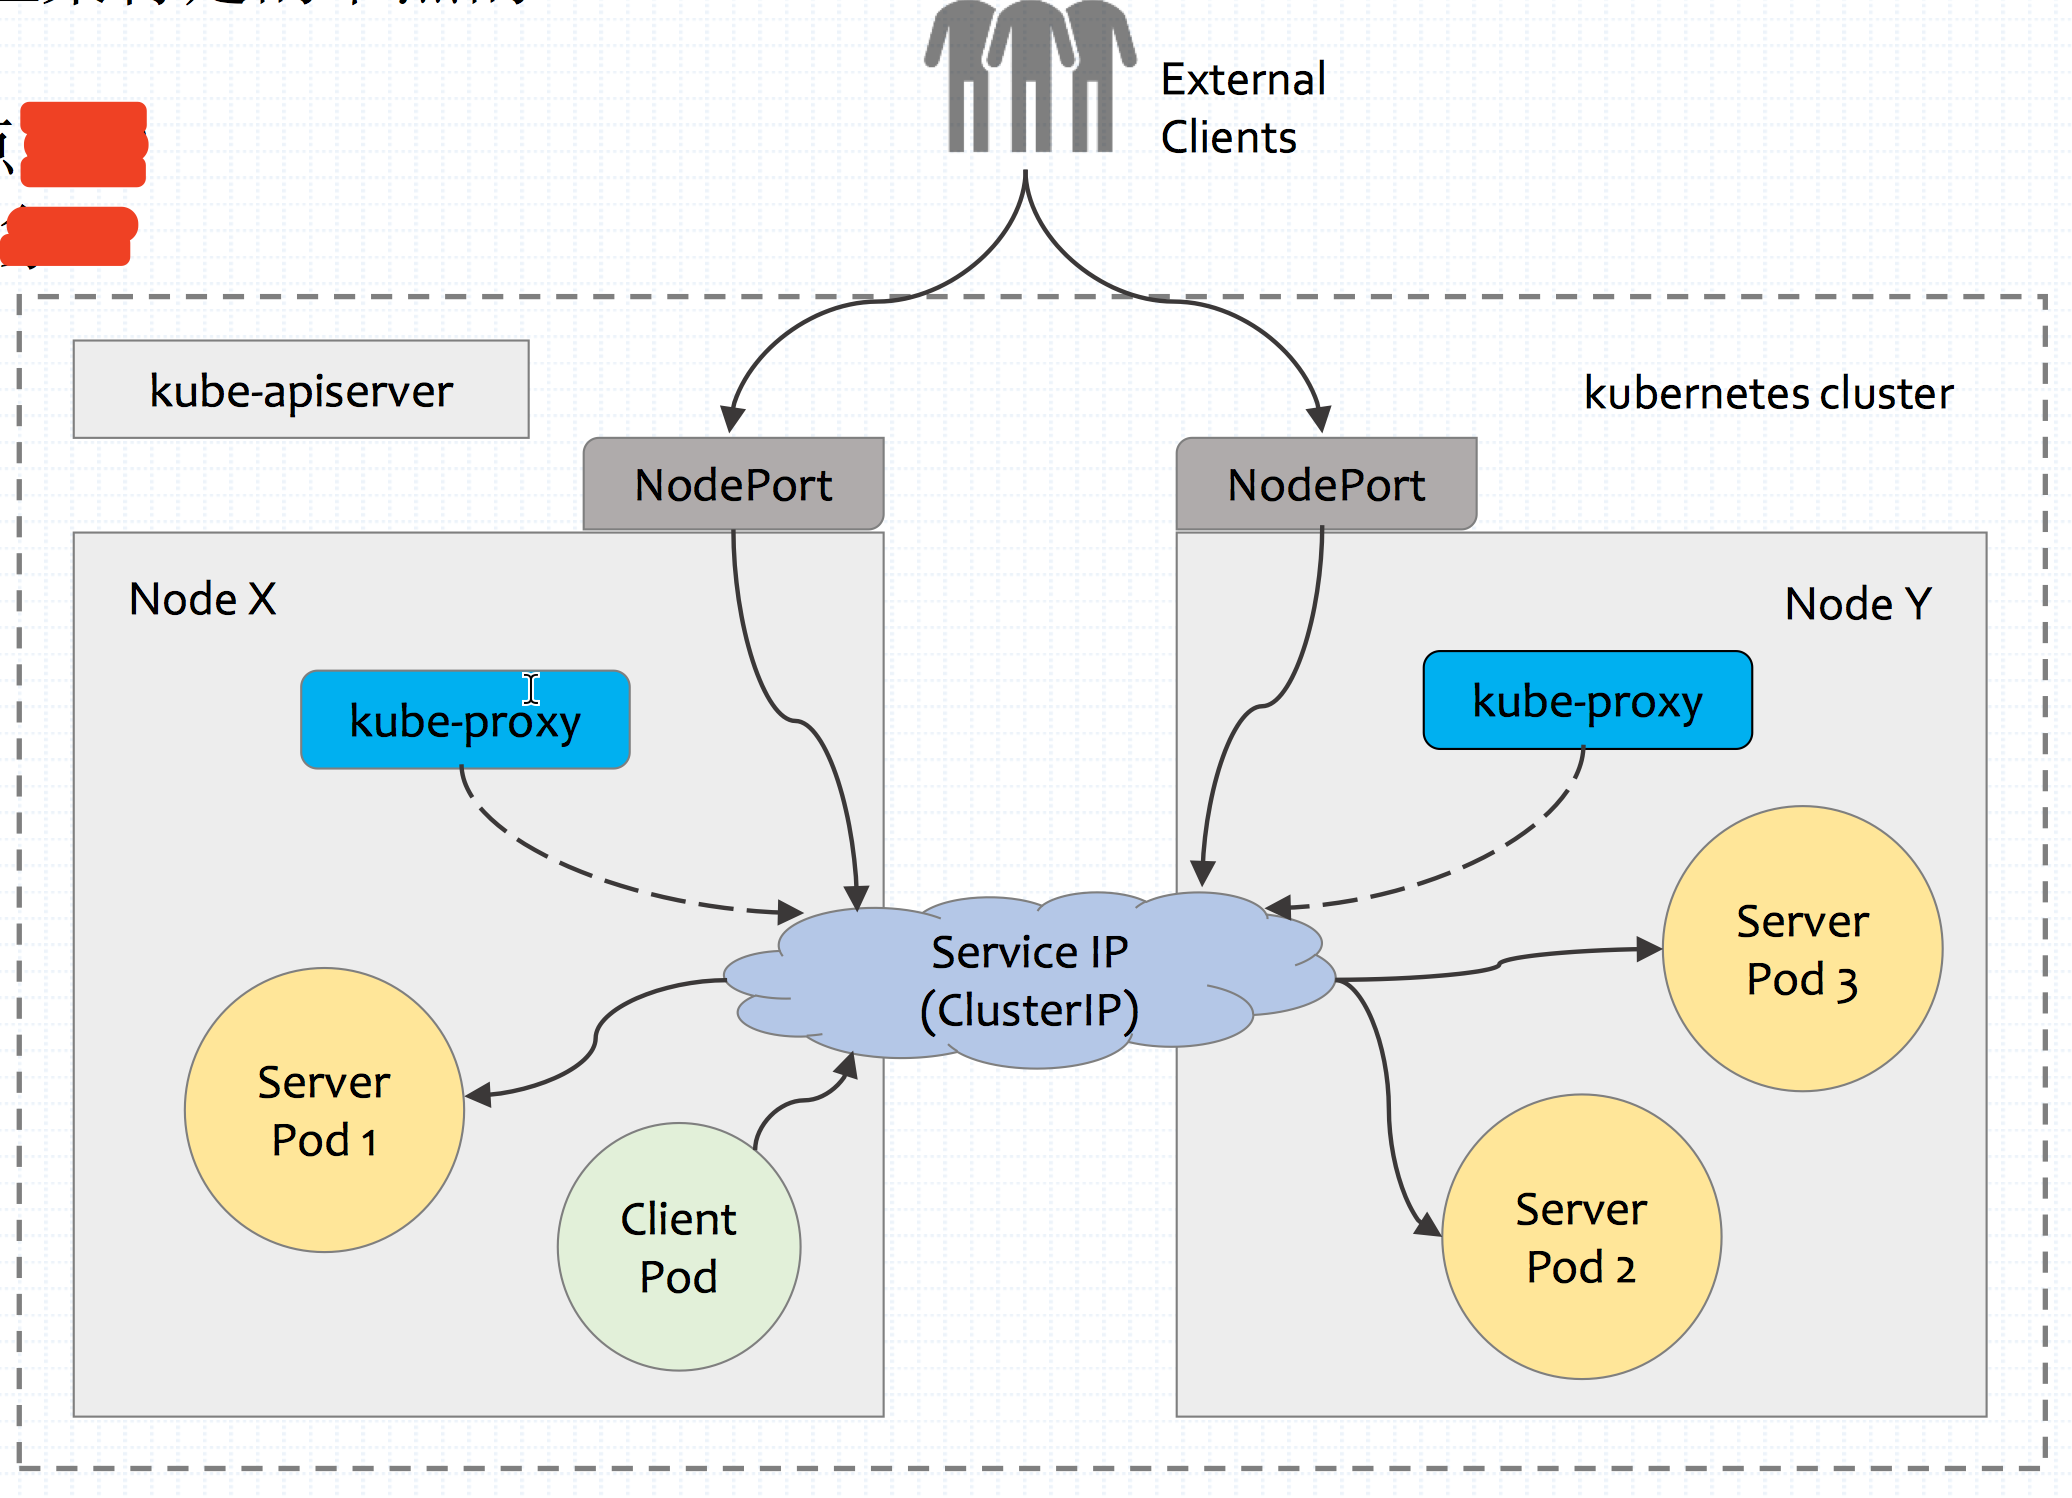 External
Clients
kube-apiserver
kubernetes cluster
NodePort
NodePort
Node X
Node Y
kube-proxy
kube-proxy
Service IP
(ClusterIP)
Server
Pod 3
Server
Pod 1
Client
Pod
Server
Pod 2